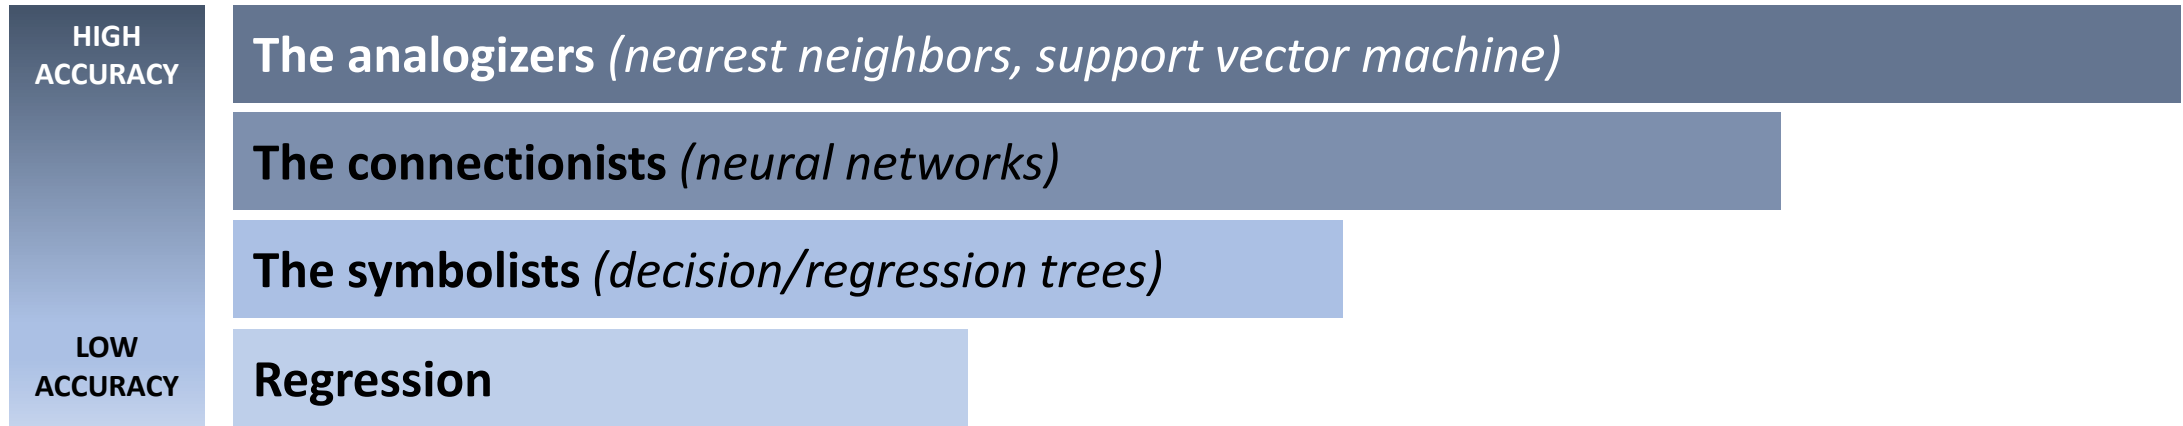 HIGH
ACCURACY
The analogizers (nearest neighbors, support vector machine)
The connectionists (neural networks)
The symbolists (decision/regression trees)
LOW
ACCURACY
Regression